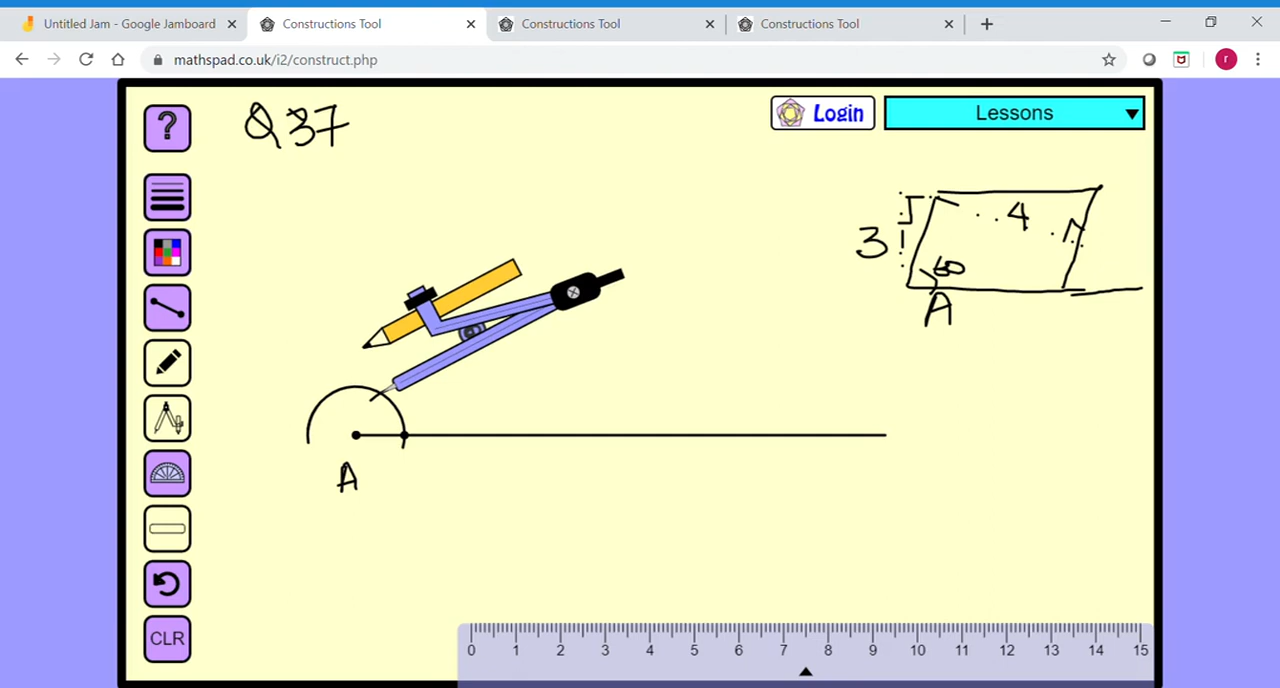 Untitled Jam - Google Jamboard
Constructions Tool
Constructions Tool
Constructions Tool
mathspad.co.uk/i2/construct.php
r
?
Q 37
Login
Lessons
4
3
60
A
A
CLR
0 1 2 3 4 5 6 7 8 9 10 11 12 13 14 15